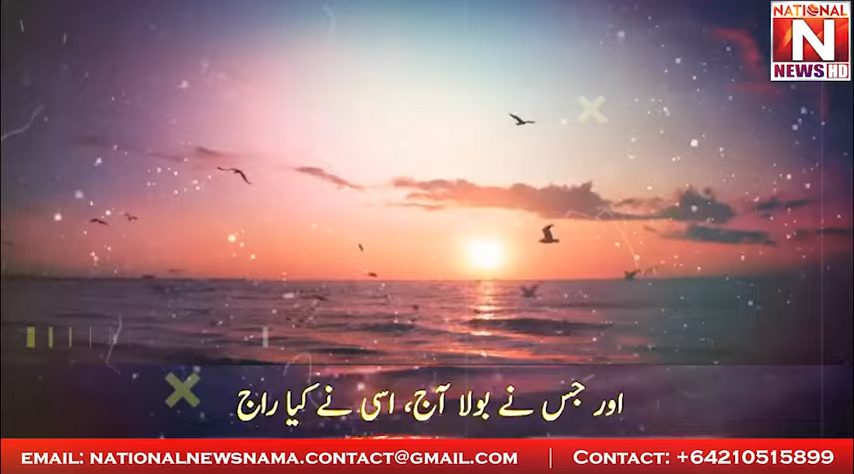 NATIONAL
N
NEWS HD
اور جس نے بولا آج، اسی نے کیا راج
EMAIL: NATIONALNEWSNAMA.CONTACT@GMAIL.COM | CONTACT: +64210515899